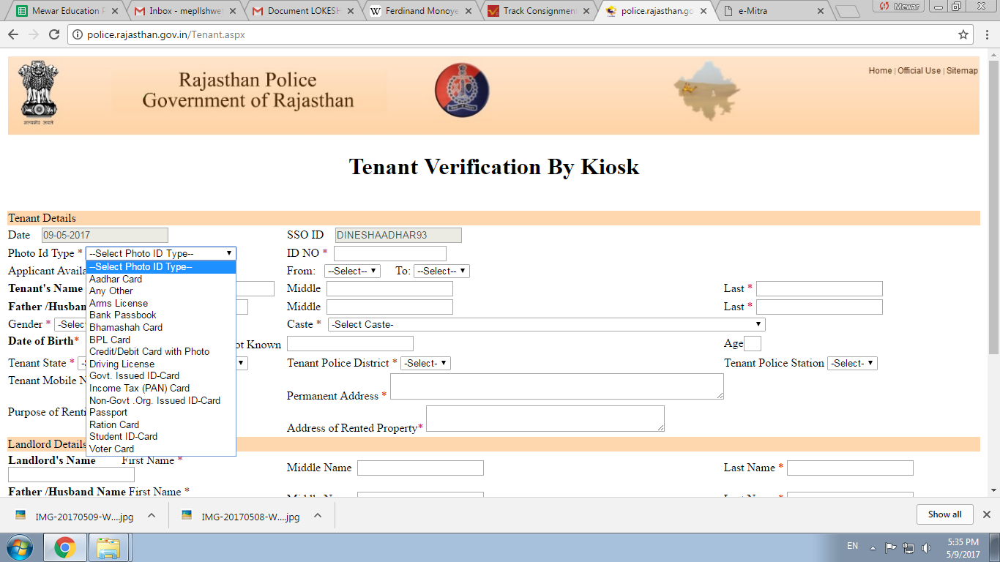 Mewar Education P
Inbox - mepllshwet
Document LOKESH
Ferdinand Monoye
Track Consignment
police.rajasthan.go
e-Mitra
Mewar
police.rajasthan.gov.in/Tenant.aspx
Rajasthan Police
Government of Rajasthan
Home | Official Use | Sitemap
सत्यमेव जयते
Tenant Verification By Kiosk
Tenant Details
Date 09-05-2017 SSO ID DINESHAADHAR93
Photo Id Type * --Select Photo ID Type-- ID NO *
--Select Photo ID Type--
Aadhar Card
Any Other
Arms License
Bank Passbook
Bhamashah Card
BPL Card
Credit/Debit Card with Photo
Driving License
Govt. Issued ID-Card
Income Tax (PAN) Card
Non-Govt .Org. Issued ID-Card
Passport
Ration Card
Student ID-Card
Voter Card
Applicant Availa From: --Select-- To: --Select--
Tenant's Name Middle Last *
Father /Husban Middle Last *
Gender * -Selec Caste * -Select Caste-
Date of Birth* ot Known Age
Tenant State * Tenant Police District * -Select- Tenant Police Station -Select-
Tenant Mobile N Permanent Address *
Purpose of Renti Address of Rented Property*
Landlord Details
Landlord's Name First Name * Middle Name Last Name *
Father /Husband Name First Name * Middle Name Last Name *
IMG-20170509-W....jpg
IMG-20170508-W....jpg
Show all
EN
5:35 PM
5/9/2017